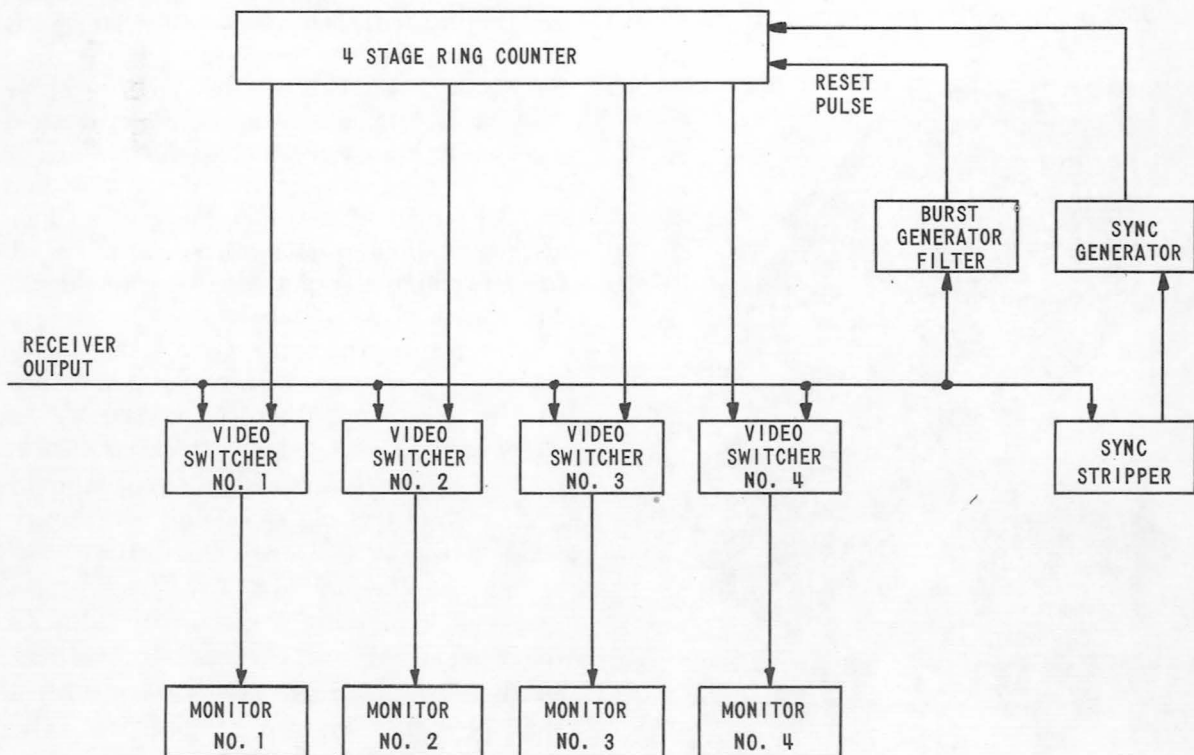 4 STAGE RING COUNTER
RESET
PULSE
BURST
GENERATOR
FILTER
SYNC
GENERATOR
RECEIVER
OUTPUT
VIDEO
SWITCHER
NO. 1
VIDEO
SWITCHER
NO. 2
VIDEO
SWITCHER
NO. 3
VIDEO
SWITCHER
NO. 4
SYNC
STRIPPER
MONITOR
NO. 1
MONITOR
NO. 2
MONITOR
NO. 3
MONITOR
NO. 4